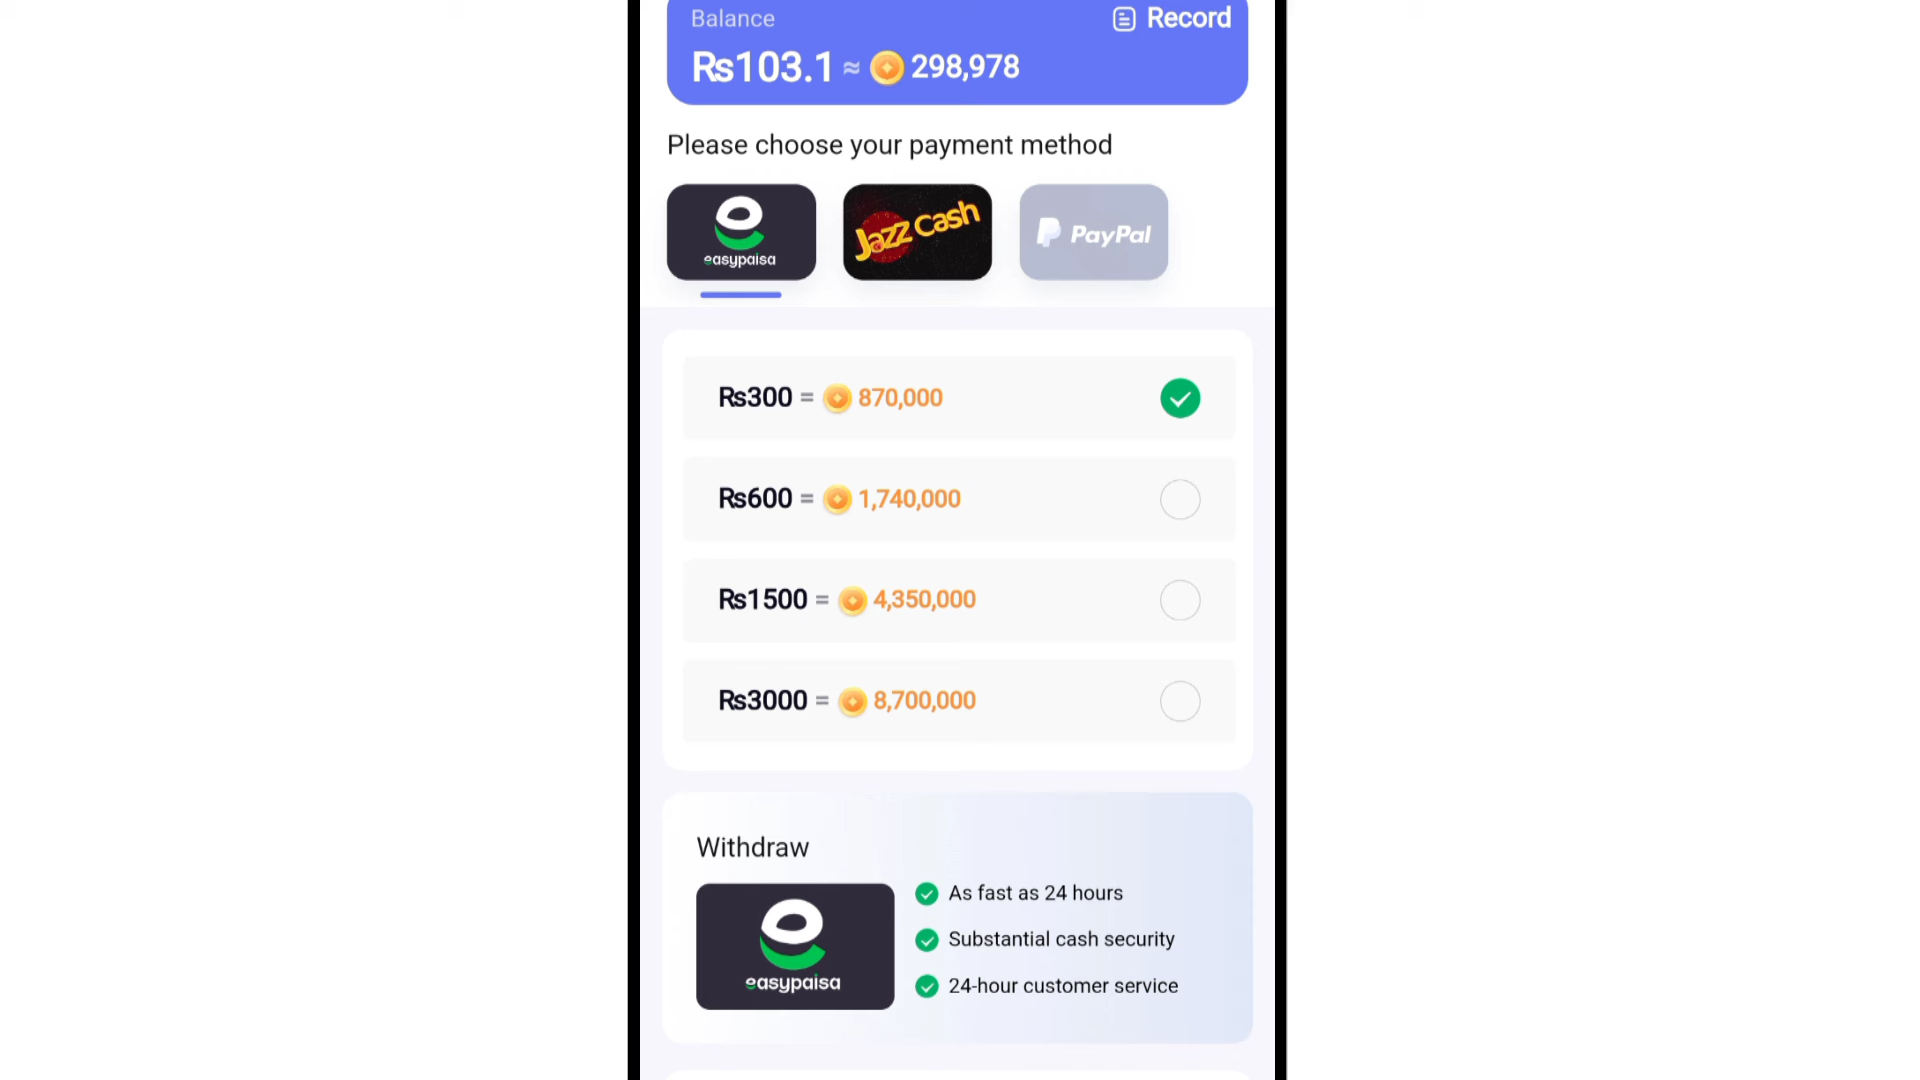 Balance
Record
Rs103.1 ≈ 298,978
Please choose your payment method
easypaisa
Jazz Cash
PayPal
Rs300 = 870,000
Rs600 = 1,740,000
Rs1500 = 4,350,000
Rs3000 = 8,700,000
Withdraw
easypaisa
As fast as 24 hours
Substantial cash security
24-hour customer service